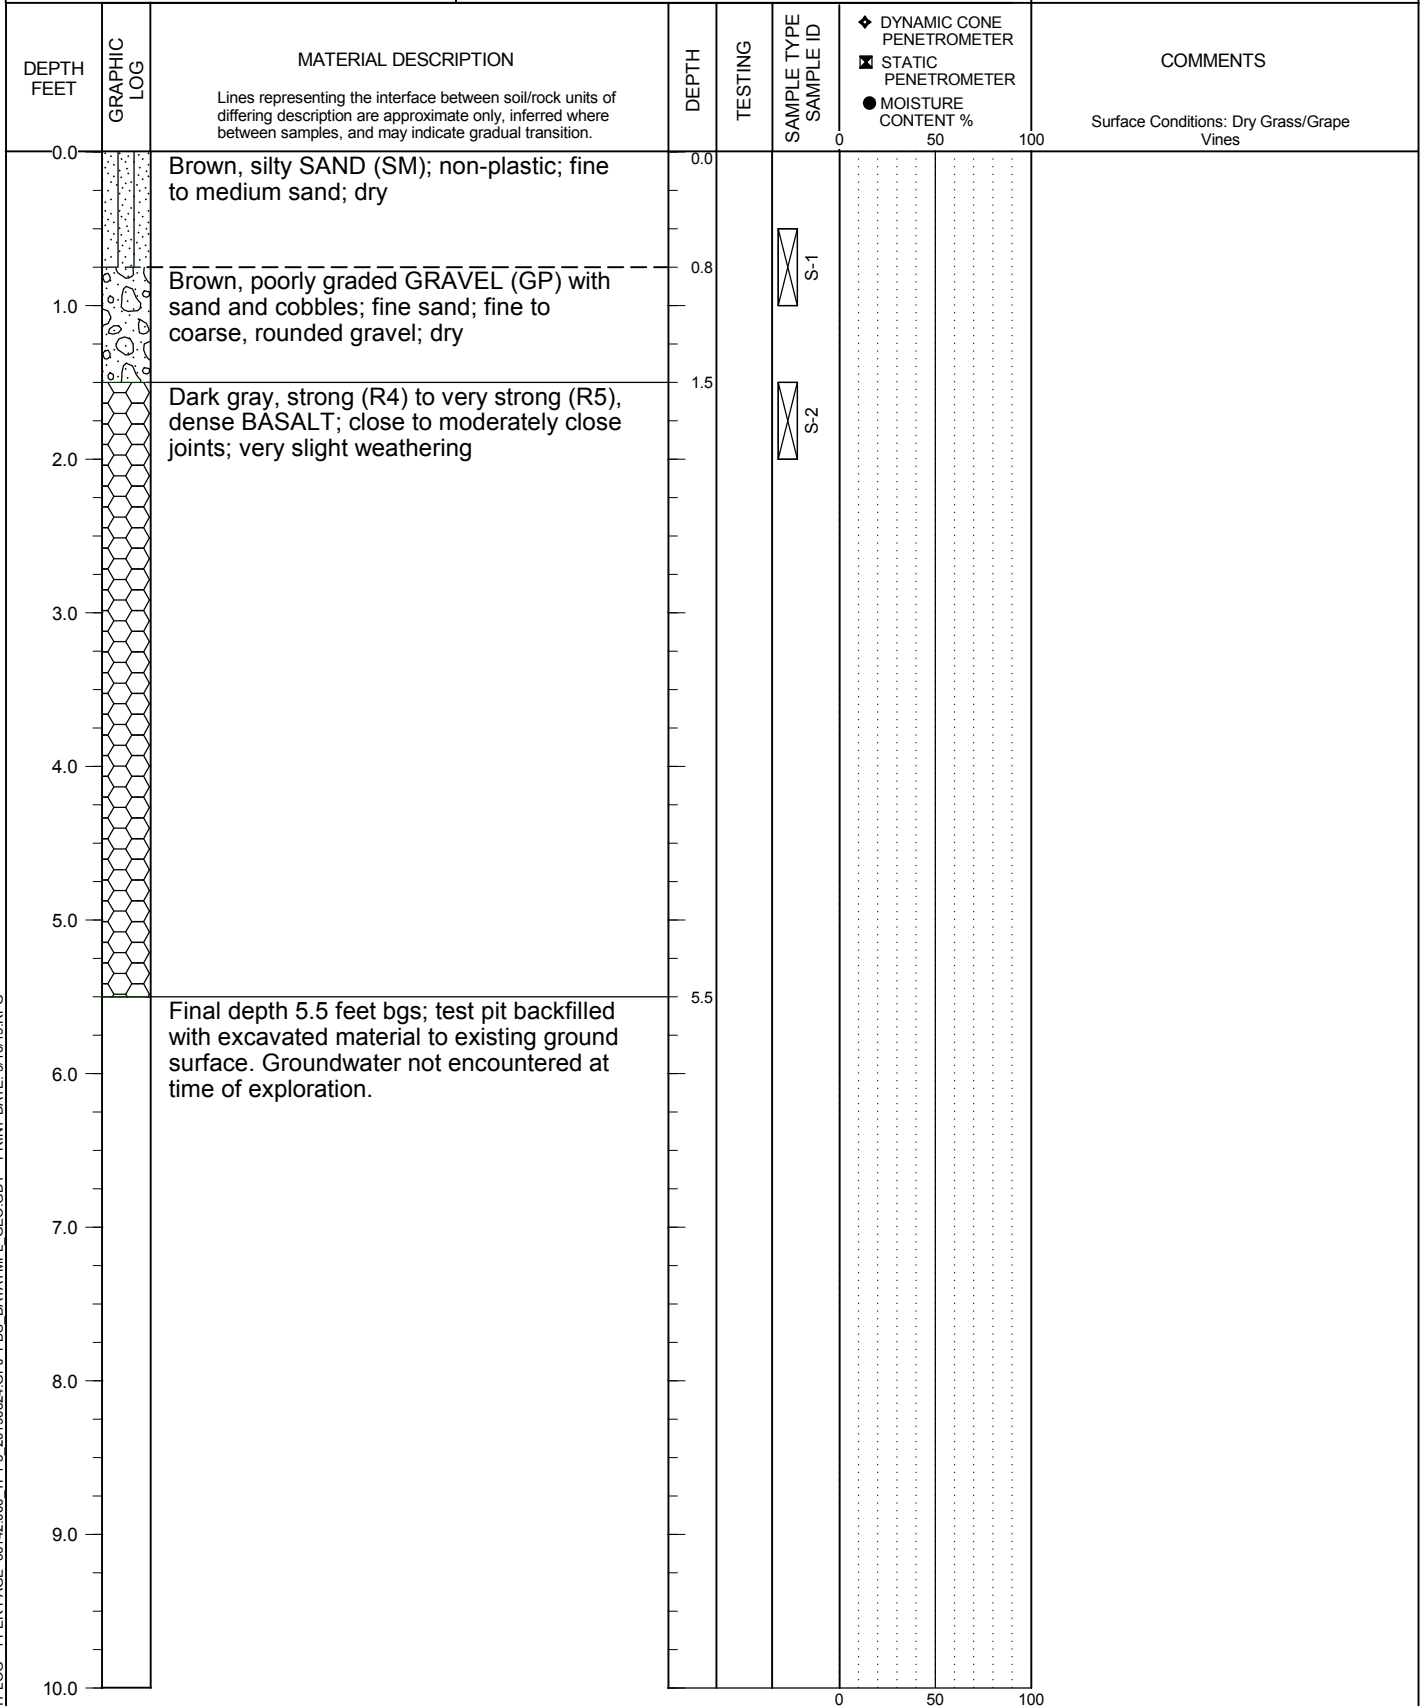 DEPTH
FEET
GRAPHIC
LOG
MATERIAL DESCRIPTION
Lines representing the interface between soil/rock units of
differing description are approximate only, inferred where
between samples, and may indicate gradual transition.
DEPTH
TESTING
SAMPLE TYPE
SAMPLE ID
DYNAMIC CONE
PENETROMETER
STATIC
PENETROMETER
MOISTURE
CONTENT %
0 50 100
COMMENTS
Surface Conditions: Dry Grass/Grape
Vines
0.0
Brown, silty SAND (SM); non-plastic; fine
to medium sand; dry
0.0
S-1
0.8
Brown, poorly graded GRAVEL (GP) with
sand and cobbles; fine sand; fine to
coarse, rounded gravel; dry
1.0
1.5
Dark gray, strong (R4) to very strong (R5),
dense BASALT; close to moderately close
joints; very slight weathering
S-2
2.0
3.0
4.0
5.0
5.5
Final depth 5.5 feet bgs; test pit backfilled
with excavated material to existing ground
surface. Groundwater not encountered at
time of exploration.
6.0
7.0
8.0
9.0
10.0
0 50 100